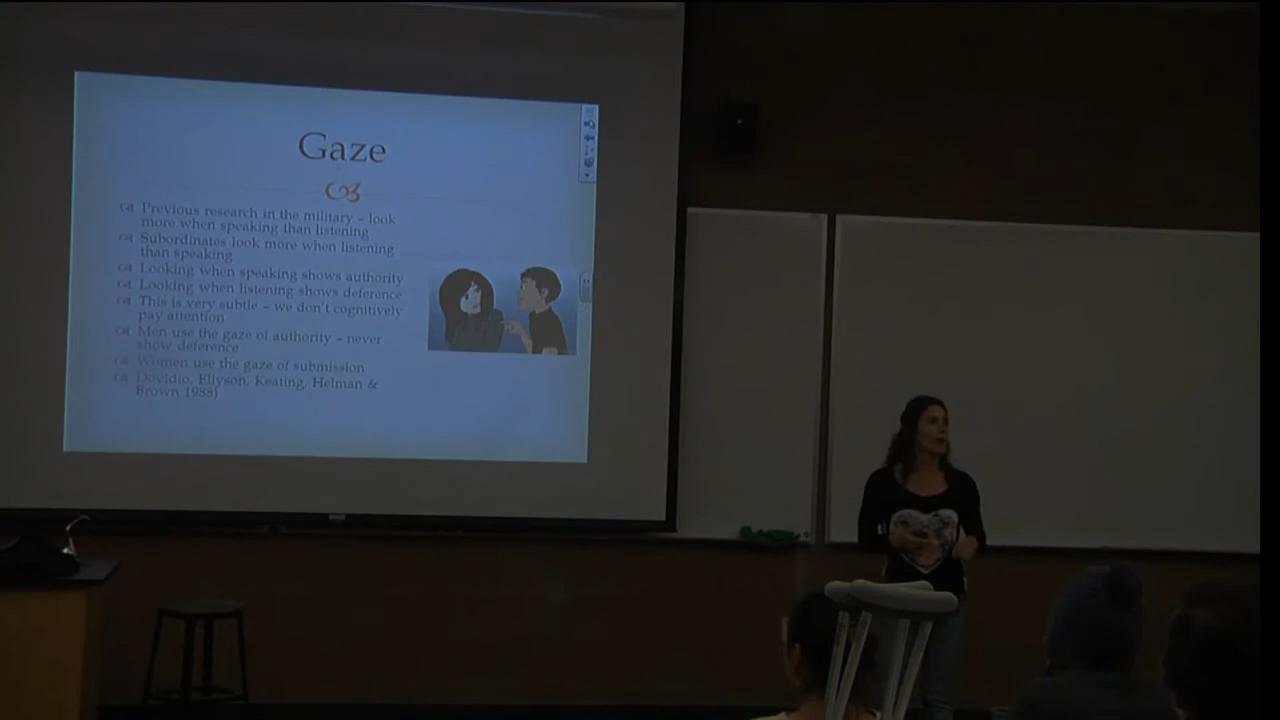 Gaze
Previous research in the military – look
more when speaking than listening
Subordinates look more when listening
than speaking
Looking when speaking shows authority
Looking when listening shows deference
This is very subtle – we don't cognitively
pay attention
Men use the gaze of authority – never
show deference
Women use the gaze of submission
Dovidio, Ellyson, Keating, Helman &
Brown 1988)